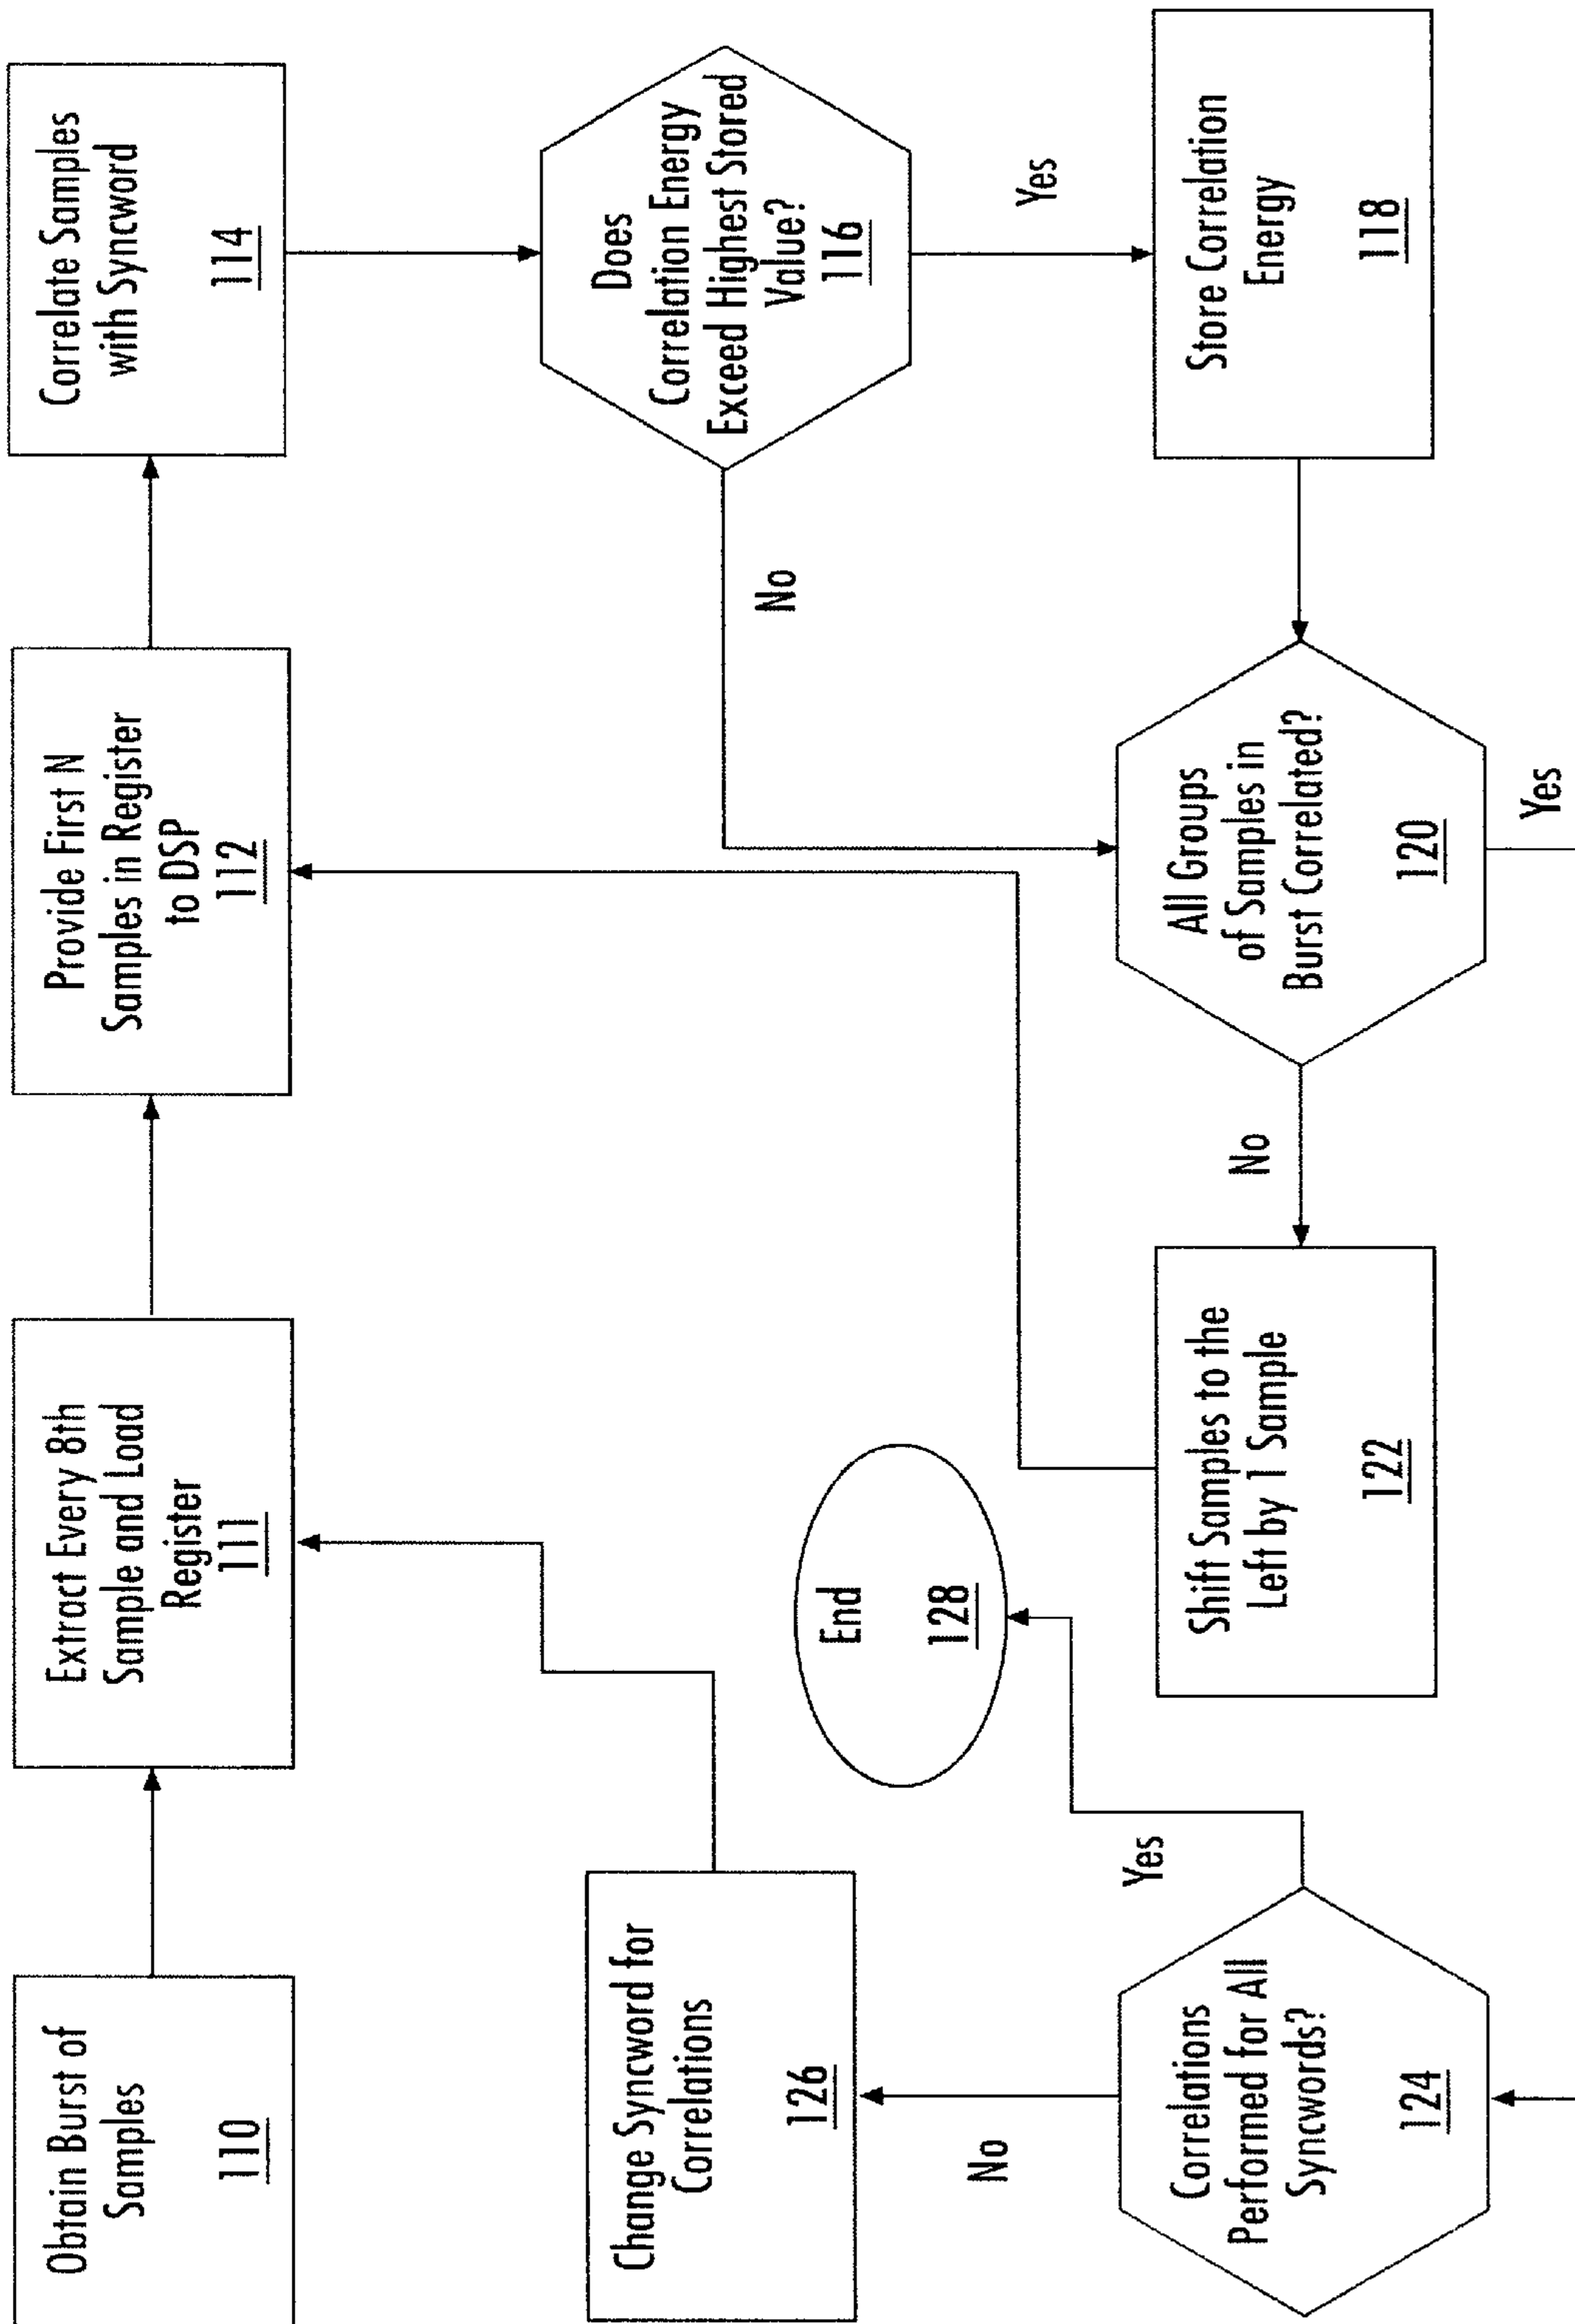 Obtain Burst of
Samples
110
Extract Every 8th
Sample and Load
Register
111
Provide First N
Samples in Register
to DSP
112
Correlate Samples
with Syncword
114
Does
Correlation Energy
Exceed Highest Stored
Value?
116
Yes
No
Store Correlation
Energy
118
All Groups
of Samples in
Burst Correlated?
120
Yes
No
Shift Samples to the
Left by 1 Sample
122
Correlations
Performed for All
Syncwords?
124
Yes
No
Change Syncword for
Correlations
126
End
128